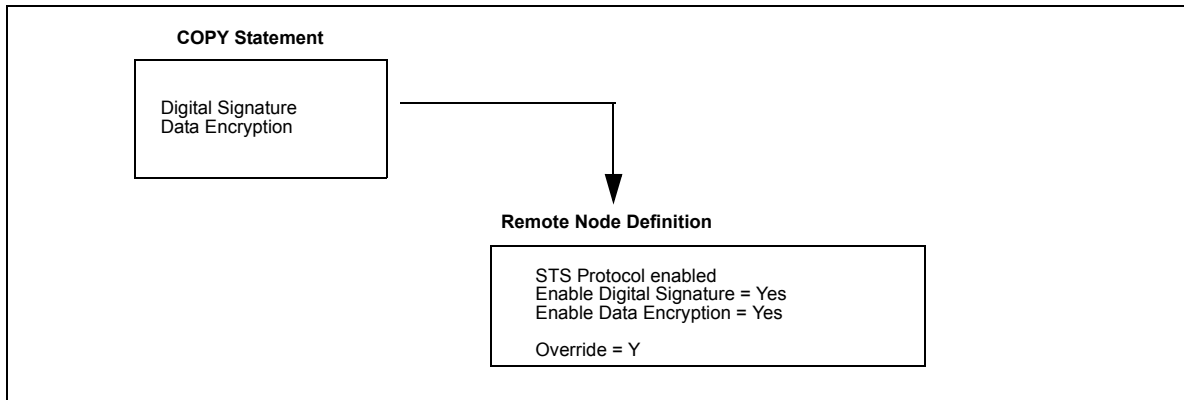 COPY Statement
Digital Signature
Data Encryption
Remote Node Definition
STS Protocol enabled
Enable Digital Signature = Yes
Enable Data Encryption = Yes
Override = Y